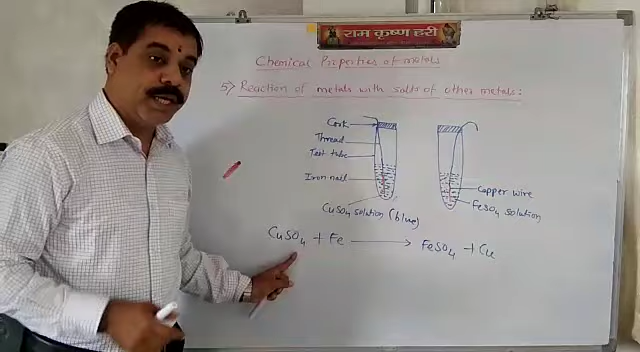 राम कृष्ण हरी
Chemical Properties of metals
5) Reaction of metals with salts of other metals:
Cork
Thread
Test tube
Iron nail
CuSO₄ solution (blue)
Copper wire
FeSO₄ solution
CuSO₄ + Fe ⟶ FeSO₄ + Cu